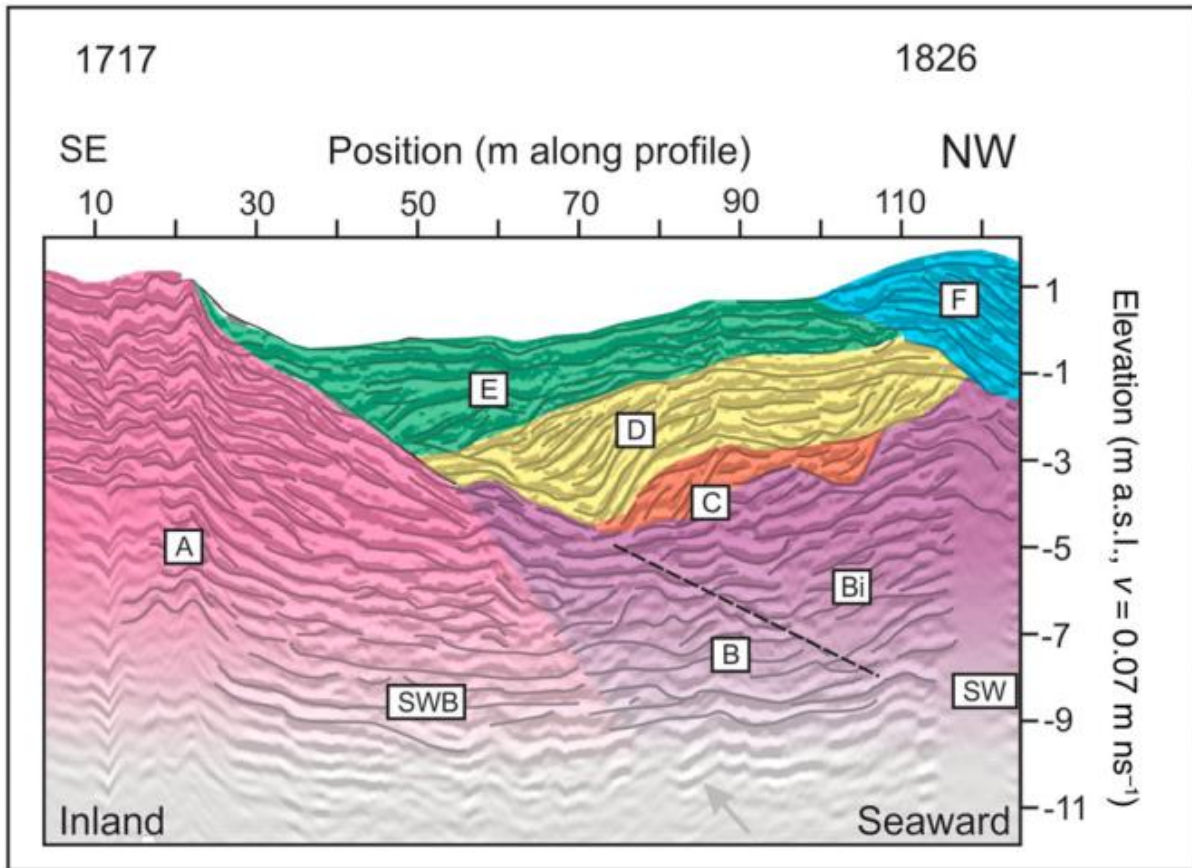 1717 1826
SE Position (m along profile) NW
10 30 50 70 90 110
1
-1
-3
-5
-7
-9
-11
Elevation (m a.s.l., v = 0.07 m ns⁻¹)
F
E
D
C
A
Bi
B
SWB
SW
Inland Seaward